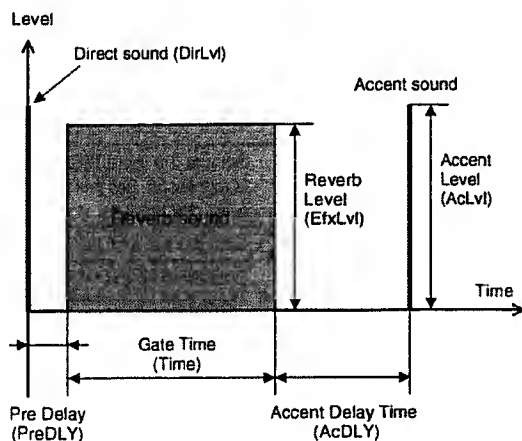 Level
Direct sound (DirLvl)
Accent sound
Reverb sound
Reverb
Level
(EfxLvl)
Accent
Level
(AcLvl)
Time
Gate Time
(Time)
Pre Delay
(PreDLY)
Accent Delay Time
(AcDLY)